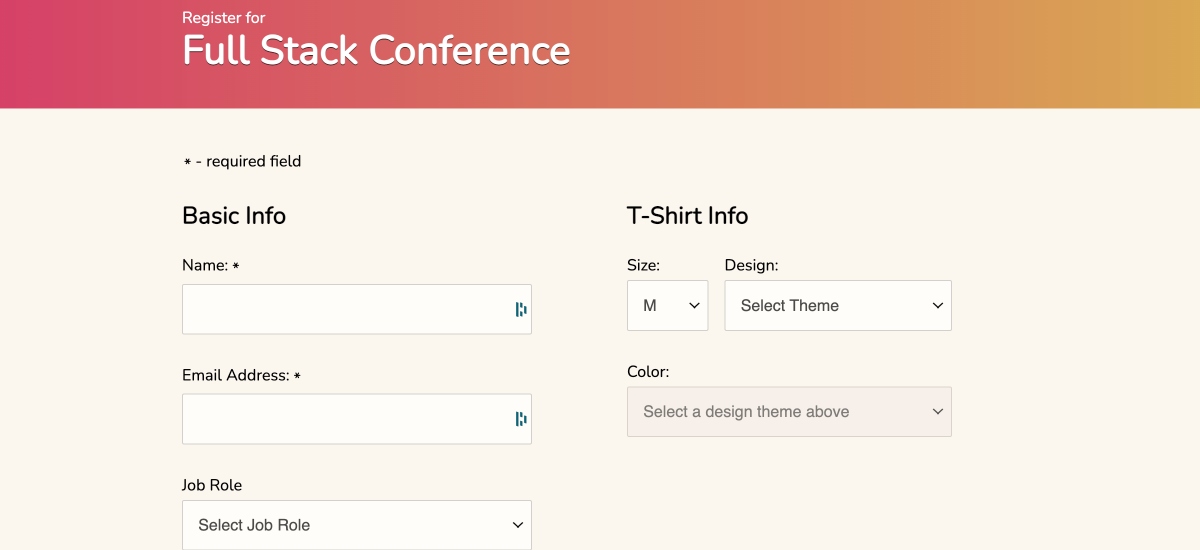 Register for
Full Stack Conference
* - required field
Basic Info
Name: *
Email Address: *
Job Role
Select Job Role
T-Shirt Info
Size:
Design:
M
Select Theme
Color:
Select a design theme above